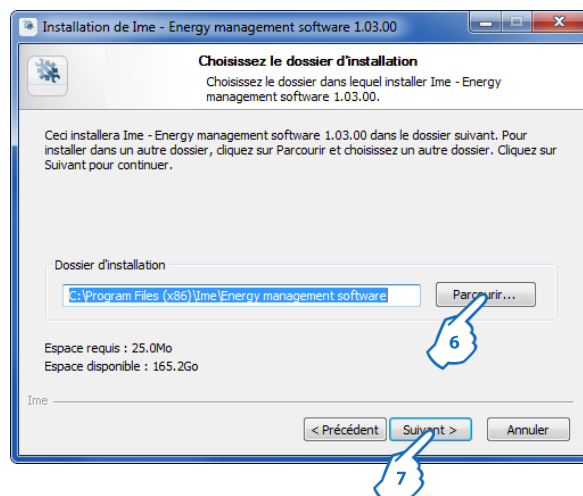 Installation de Ime - Energy management software 1.03.00
Choisissez le dossier d'installation
Choisissez le dossier dans lequel installer Ime - Energy
management software 1.03.00.
Ceci installera Ime - Energy management software 1.03.00 dans le dossier suivant. Pour
installer dans un autre dossier, cliquez sur Parcourir et choisissez un autre dossier. Cliquez sur
Suivant pour continuer.
Dossier d'installation
C:\Program Files (x86)\Ime\Energy management software
Parcourir...
6
Espace requis : 25.0Mo
Espace disponible : 165.2Go
Ime
< Précédent
Suivant >
Annuler
7